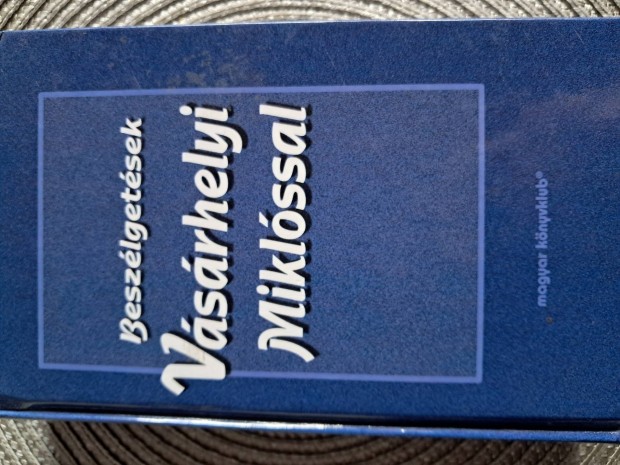 Beszélgetések
Vásárhelyi
Miklóssal
magyar könyvklub®